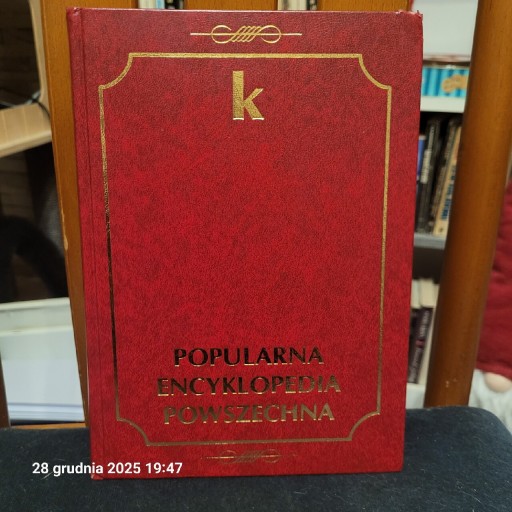 k
POPULARNA
ENCYKLOPEDIA
POWSZECHNA
28 grudnia 2025 19:47